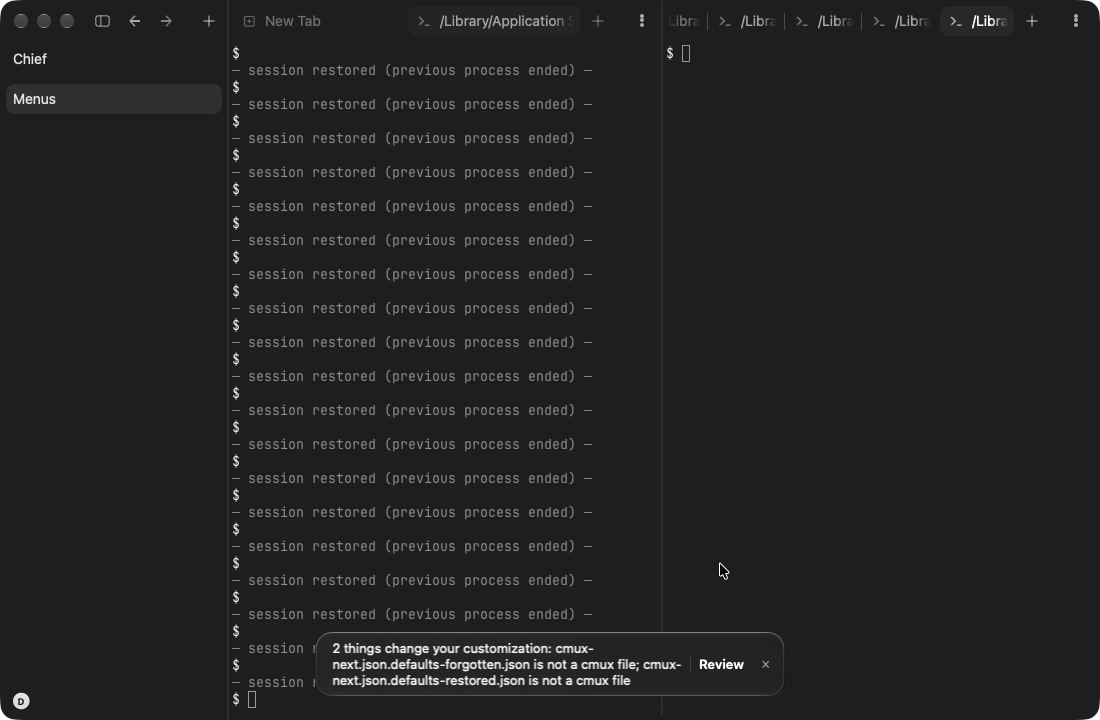 New Tab
/Library/Application S
Libra
/Libra
/Libra
/Libra
/Libra
Chief
Menus
$
— session restored (previous process ended) —
$
— session restored (previous process ended) —
$
— session restored (previous process ended) —
$
— session restored (previous process ended) —
$
— session restored (previous process ended) —
$
— session restored (previous process ended) —
$
— session restored (previous process ended) —
$
— session restored (previous process ended) —
$
— session restored (previous process ended) —
$
— session restored (previous process ended) —
$
— session restored (previous process ended) —
$
— session restored (previous process ended) —
$
— session restored (previous process ended) —
$
— session restored (previous process ended) —
$
— session restored (previous process ended) —
$
— session restored (previous process ended) —
$
— session restored (previous process ended) —
$
— session
$
— session
$
$
2 things change your customization: cmux-
next.json.defaults-forgotten.json is not a cmux file; cmux-
next.json.defaults-restored.json is not a cmux file
Review
D